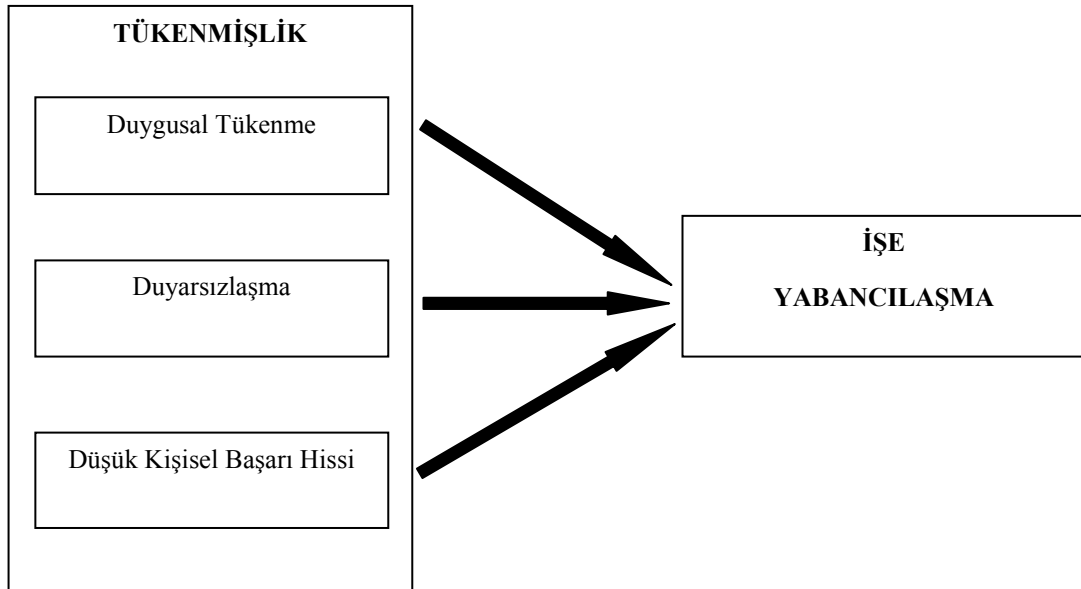 TÜKENMİŞLİK
Duygusal Tükenme
Duyarsızlaşma
Düşük Kişisel Başarı Hissi
İŞE
YABANCILAŞMA